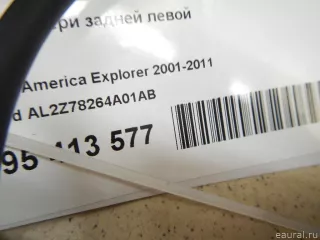 ри задней левой
America Explorer 2001-2011
d AL2Z78264A01AB
95 113 577
eaural.ru